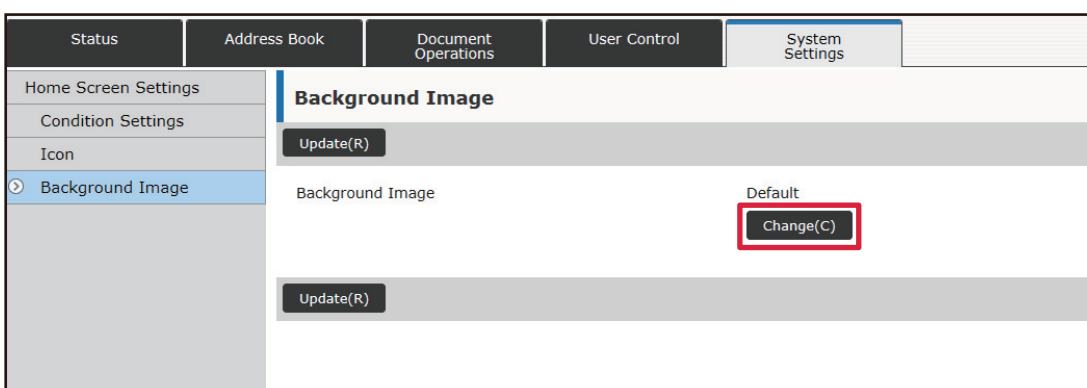 Status
Address Book
Document
Operations
User Control
System
Settings
Home Screen Settings
Condition Settings
Icon
Background Image
Background Image
Update(R)
Background Image
Default
Change(C)
Update(R)